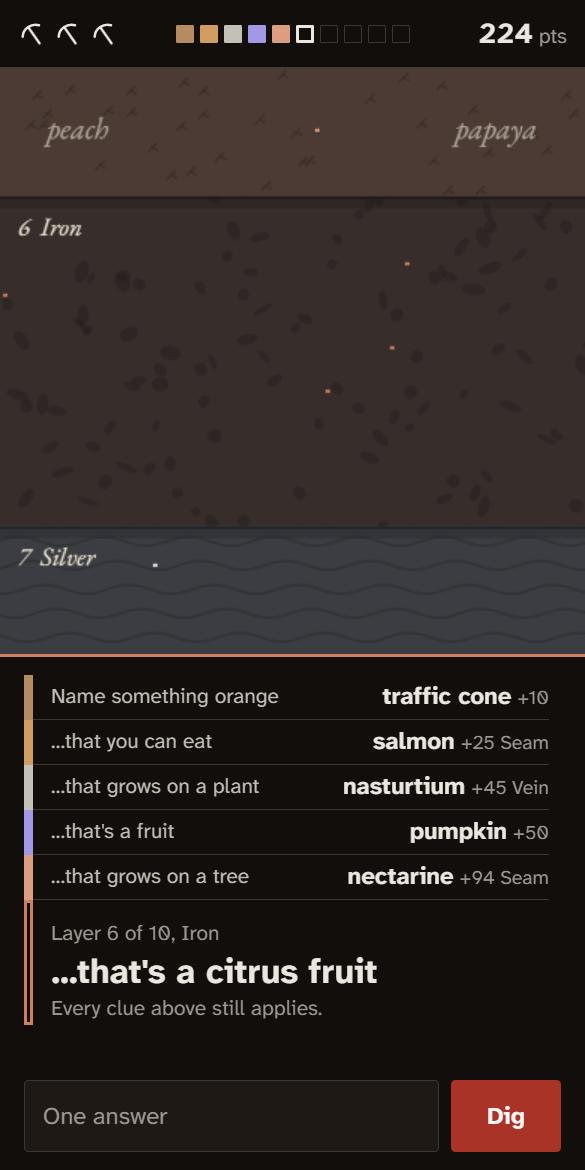 224 pts
peach papaya
6 Iron
7 Silver
Name something orange traffic cone +10
...that you can eat salmon +25 Seam
...that grows on a plant nasturtium +45 Vein
...that's a fruit pumpkin +50
...that grows on a tree nectarine +94 Seam
Layer 6 of 10, Iron
...that's a citrus fruit
Every clue above still applies.
One answer Dig